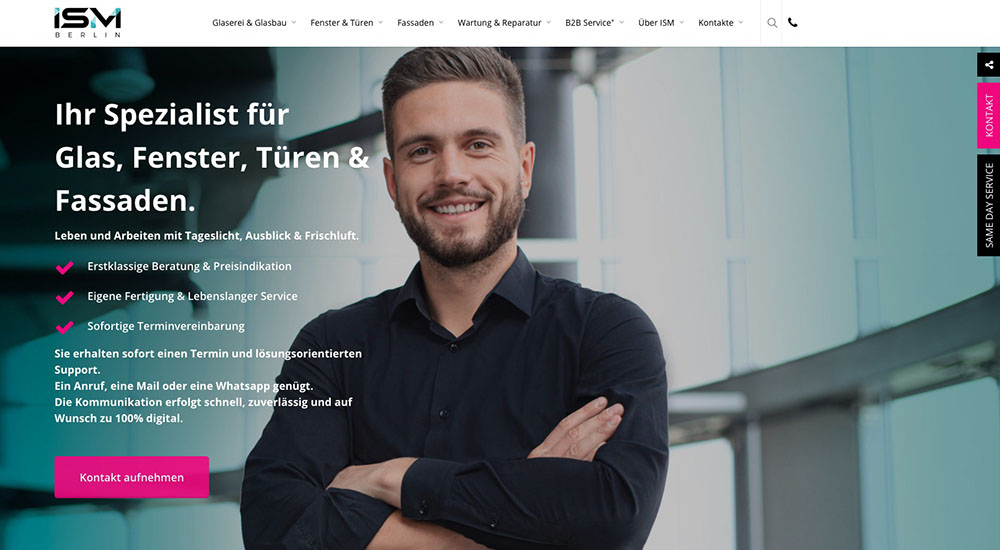 ISM
BERLIN
Glaserei & Glasbau Fenster & Türen Fassaden Wartung & Reparatur B2B Service⁺ Über ISM Kontakte
Ihr Spezialist für
Glas, Fenster, Türen &
Fassaden.
Leben und Arbeiten mit Tageslicht, Ausblick & Frischluft.
Erstklassige Beratung & Preisindikation
Eigene Fertigung & Lebenslanger Service
Sofortige Terminvereinbarung
Sie erhalten sofort einen Termin und lösungsorientierten
Support.
Ein Anruf, eine Mail oder eine Whatsapp genügt.
Die Kommunikation erfolgt schnell, zuverlässig und auf
Wunsch zu 100% digital.
Kontakt aufnehmen
KONTAKT
SAME DAY SERVICE